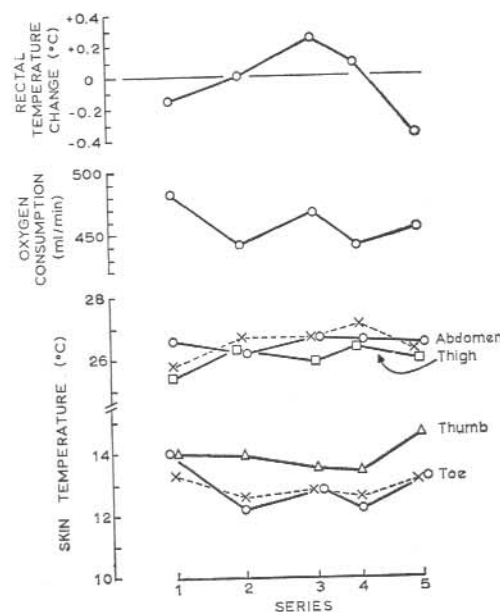 RECTAL
TEMPERATURE
CHANGE (°C)
+0.4
+0.2
0
-0.2
-0.4
OXYGEN
CONSUMPTION
(ml/min)
500
450
SKIN TEMPERATURE (°C)
28
26
14
12
10
Abdomen
Thigh
Thumb
Toe
1
2
3
4
5
SERIES